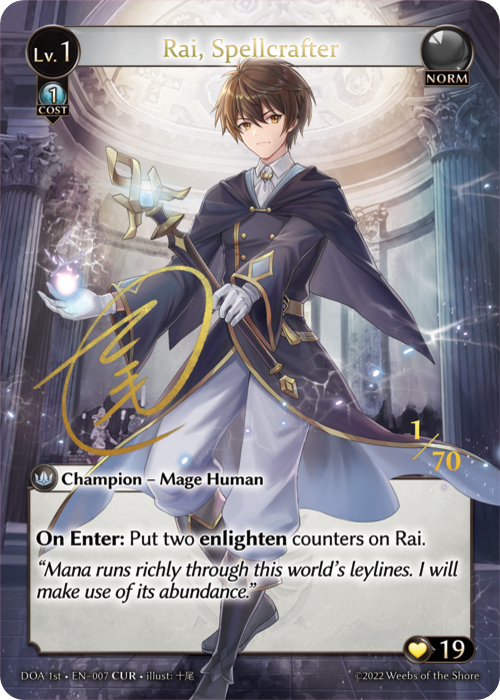 Lv. 1
Rai, Spellcrafter
NORM
1
COST
1/70
Champion – Mage Human
On Enter: Put two enlighten counters on Rai.
“Mana runs richly through this world’s leylines. I will
make use of its abundance.”
19
DOA 1st • EN-007 CUR • illust: 十尾
©2022 Weebs of the Shore